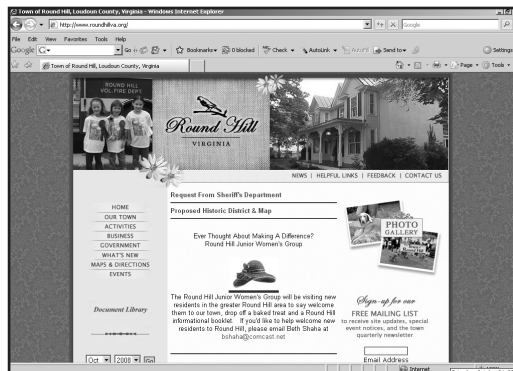 Town of Round Hill, Loudoun County, Virginia - Windows Internet Explorer
http://www.roundhillva.org/
Google
File Edit View Favorites Tools Help
Google G Go Bookmarks 0 blocked Check AutoLink AutoFill Send to Settings
Town of Round Hill, Loudoun County, Virginia
Page Tools
ROUND HILL
VOL. FIRE DEPT.
Round Hill
VIRGINIA
NEWS | HELPFUL LINKS | FEEDBACK | CONTACT US
HOME
OUR TOWN
ACTIVITIES
BUSINESS
GOVERNMENT
WHAT'S NEW
MAPS & DIRECTIONS
EVENTS
Document Library
Oct 2008 Go
Request From Sheriff's Department
Proposed Historic District & Map
Ever Thought About Making A Difference?
Round Hill Junior Women's Group
The Round Hill Junior Women's Group will be visiting new
residents in the greater Round Hill area to say welcome
them to our town, drop off a baked treat and a Round Hill
informational booklet. If you'd like to help welcome new
residents to Round Hill, please email Beth Shaha at
bshaha@comcast.net
PHOTO
GALLERY
Sign-up for our
FREE MAILING LIST
to receive site updates, special
event notices, and the town
quarterly newsletter
Email Address
Internet